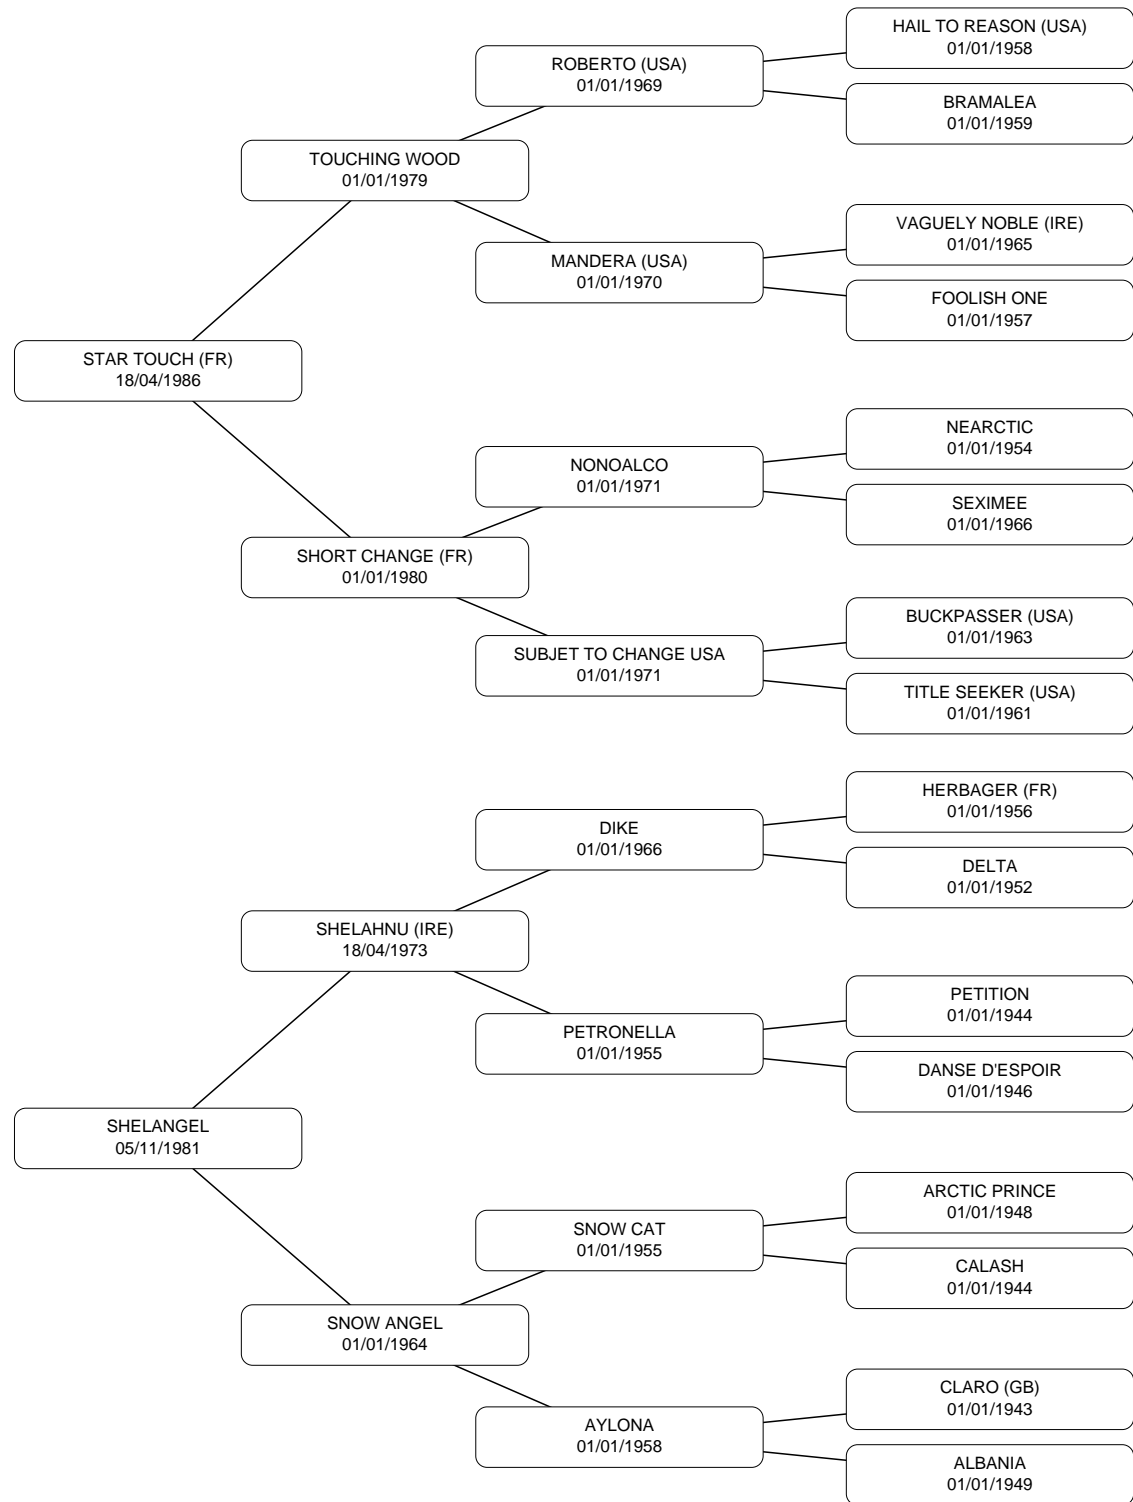 HAIL TO REASON (USA)
01/01/1958
ROBERTO (USA)
01/01/1969
BRAMALEA
01/01/1959
TOUCHING WOOD
01/01/1979
VAGUELY NOBLE (IRE)
01/01/1965
MANDERA (USA)
01/01/1970
FOOLISH ONE
01/01/1957
STAR TOUCH (FR)
18/04/1986
NEARCTIC
01/01/1954
NONOALCO
01/01/1971
SEXIMEE
01/01/1966
SHORT CHANGE (FR)
01/01/1980
BUCKPASSER (USA)
01/01/1963
SUBJET TO CHANGE USA
01/01/1971
TITLE SEEKER (USA)
01/01/1961
HERBAGER (FR)
01/01/1956
DIKE
01/01/1966
DELTA
01/01/1952
SHELAHNU (IRE)
18/04/1973
PETITION
01/01/1944
PETRONELLA
01/01/1955
DANSE D'ESPOIR
01/01/1946
SHELANGEL
05/11/1981
ARCTIC PRINCE
01/01/1948
SNOW CAT
01/01/1955
CALASH
01/01/1944
SNOW ANGEL
01/01/1964
CLARO (GB)
01/01/1943
AYLONA
01/01/1958
ALBANIA
01/01/1949